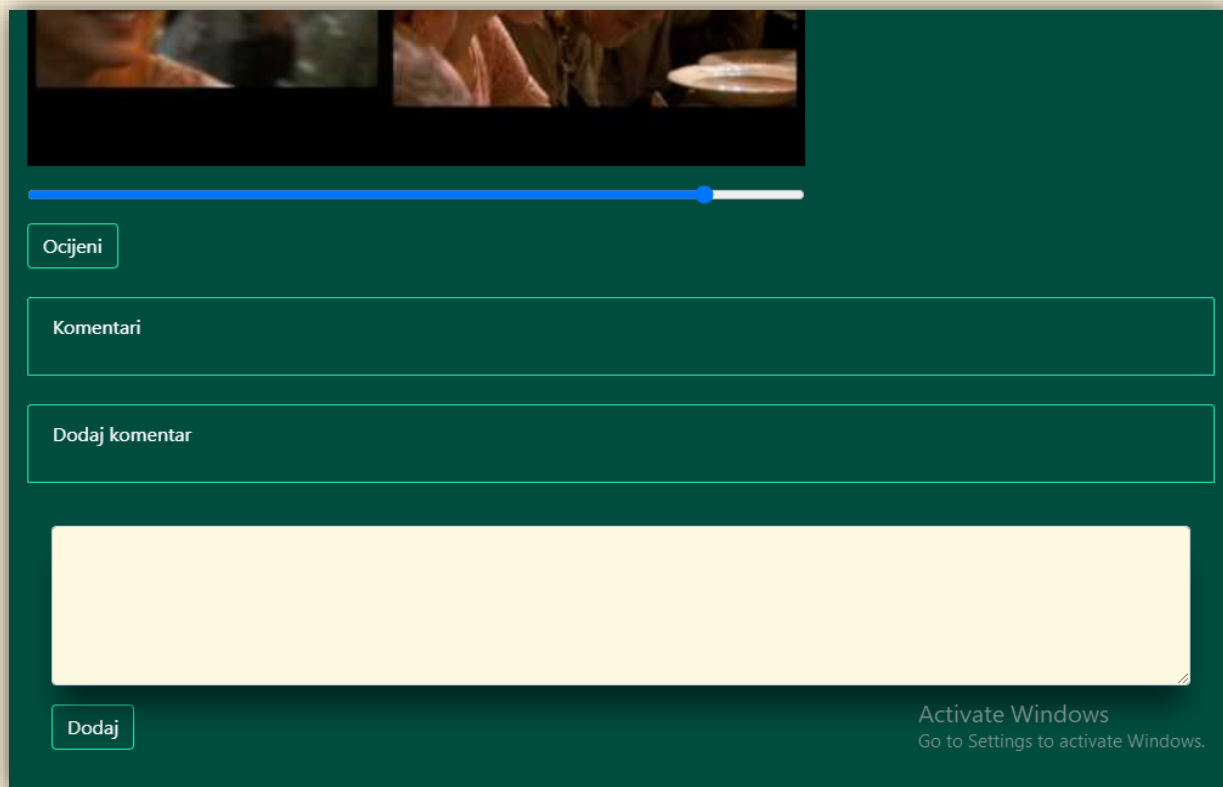 Ocijeni
Komentari
Dodaj komentar
Dodaj
Activate Windows
Go to Settings to activate Windows.